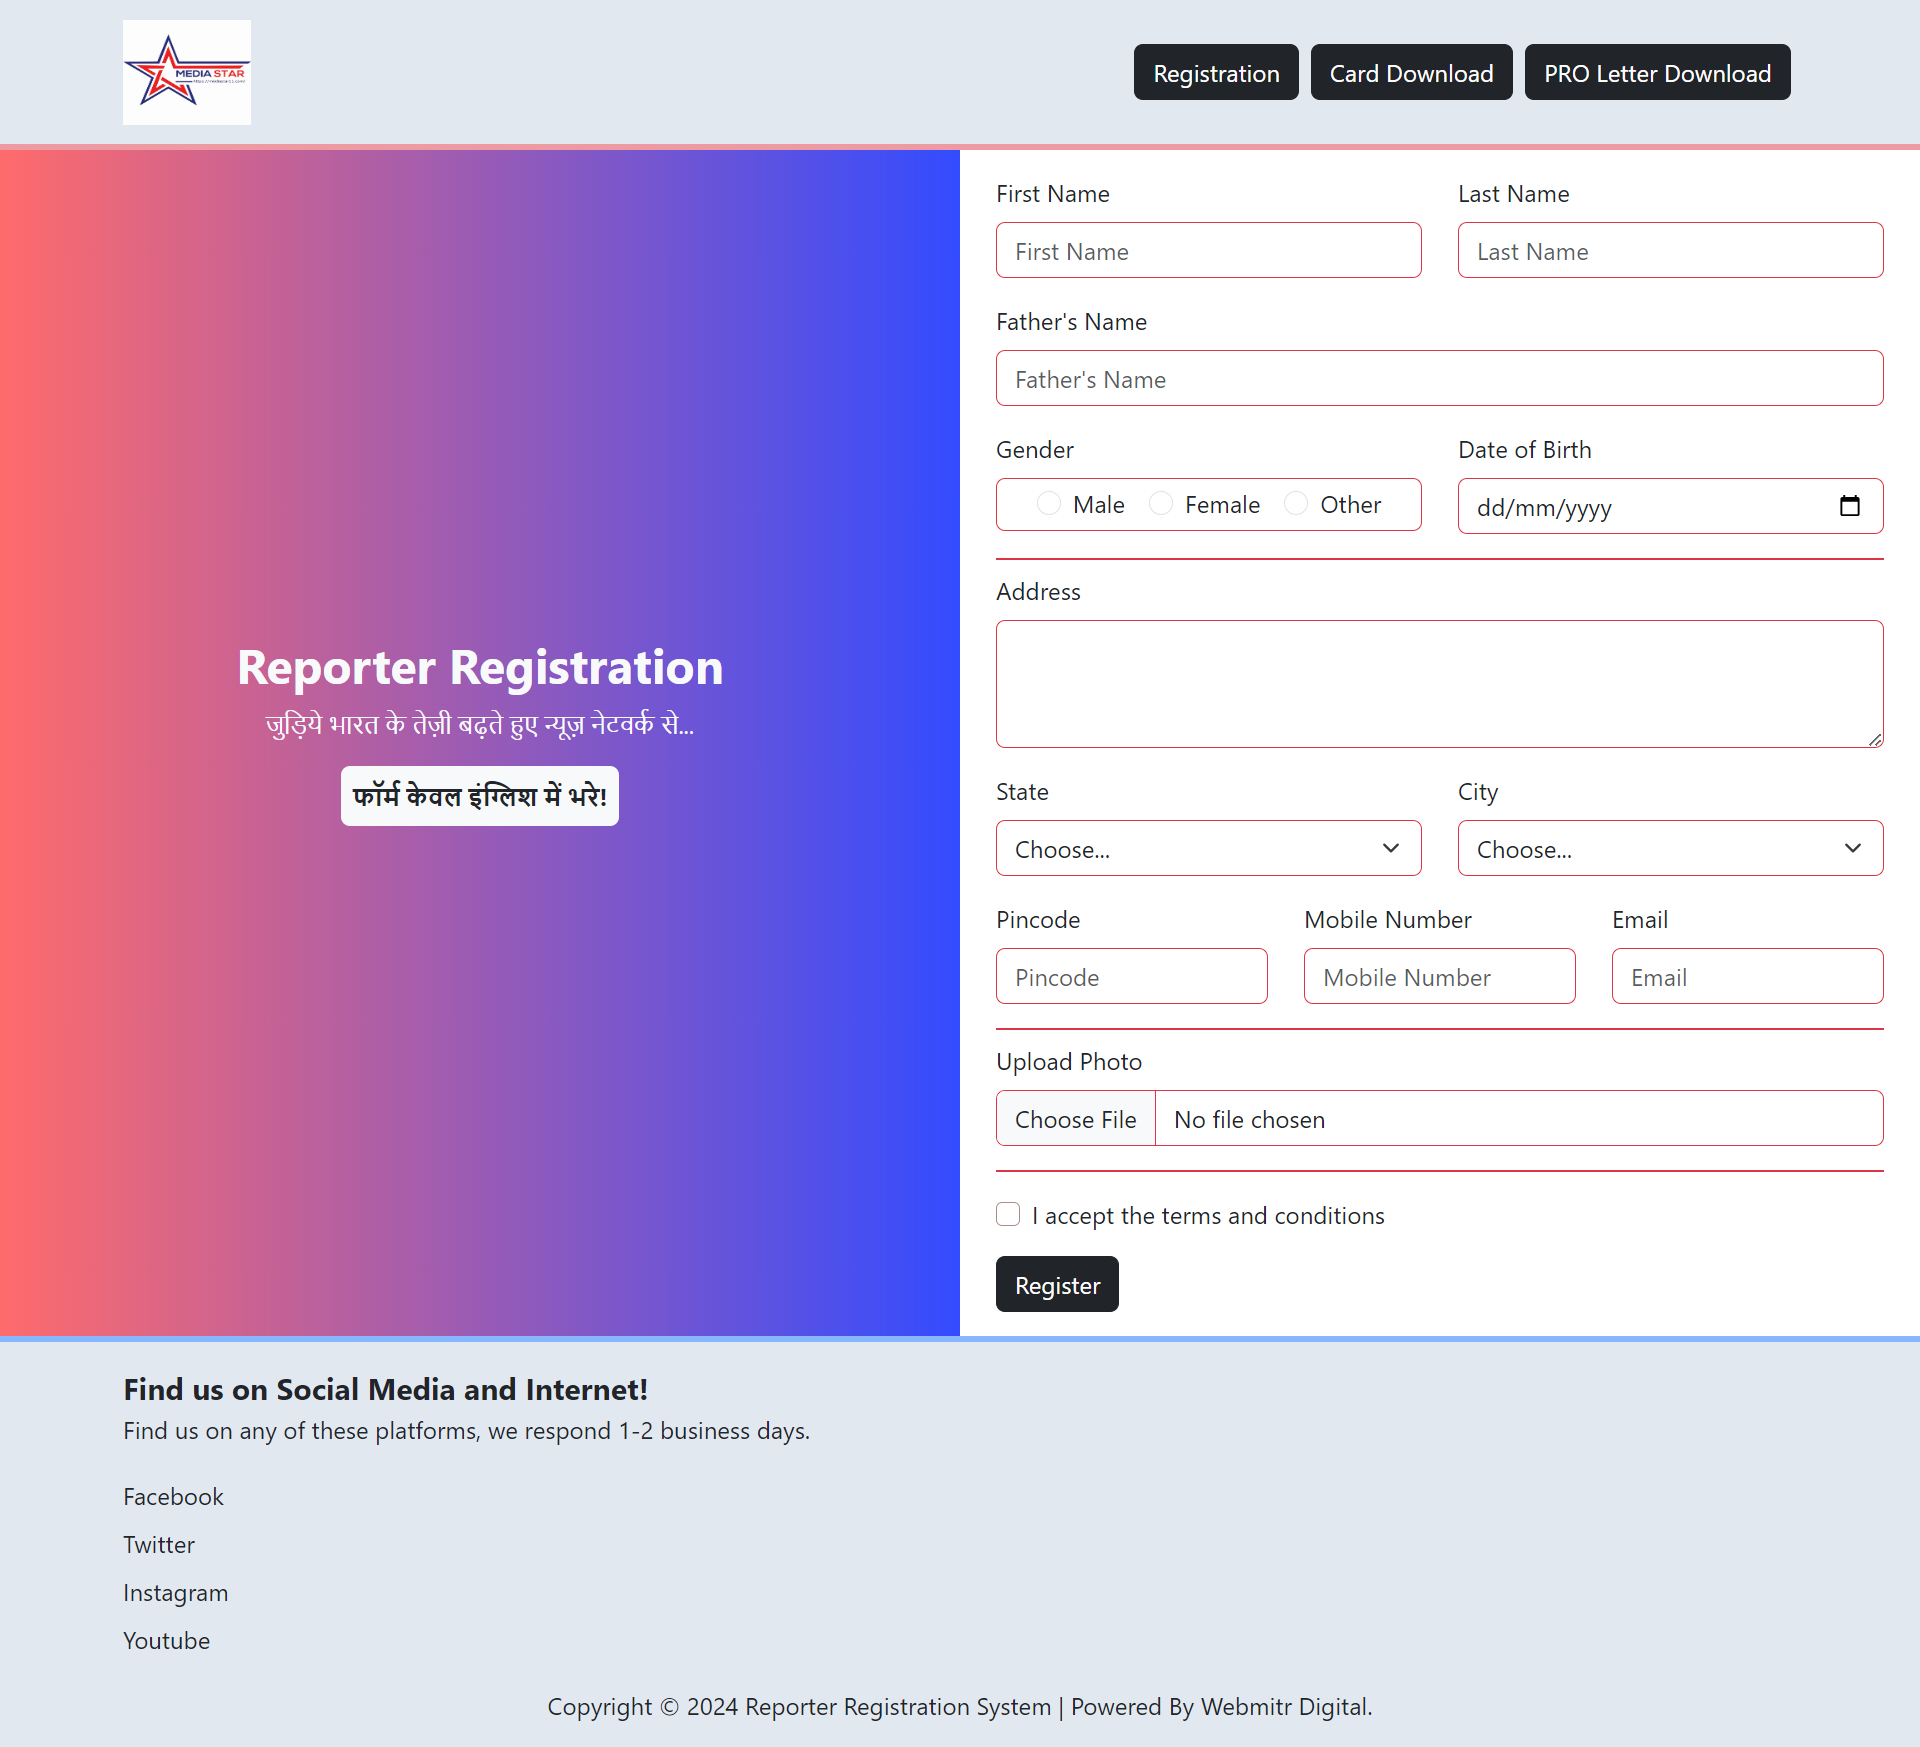 MEDIA STAR
Registration
Card Download
PRO Letter Download
Reporter Registration
जुड़िये भारत के तेज़ी बढ़ते हुए न्यूज़ नेटवर्क से...
फॉर्म केवल इंग्लिश में भरे!
First Name
Last Name
First Name
Last Name
Father's Name
Father's Name
Gender
Date of Birth
Male Female Other
dd/mm/yyyy
Address
State
City
Choose...
Choose...
Pincode
Mobile Number
Email
Pincode
Mobile Number
Email
Upload Photo
Choose File
No file chosen
I accept the terms and conditions
Register
Find us on Social Media and Internet!
Find us on any of these platforms, we respond 1-2 business days.
Facebook
Twitter
Instagram
Youtube
Copyright © 2024 Reporter Registration System | Powered By Webmitr Digital.